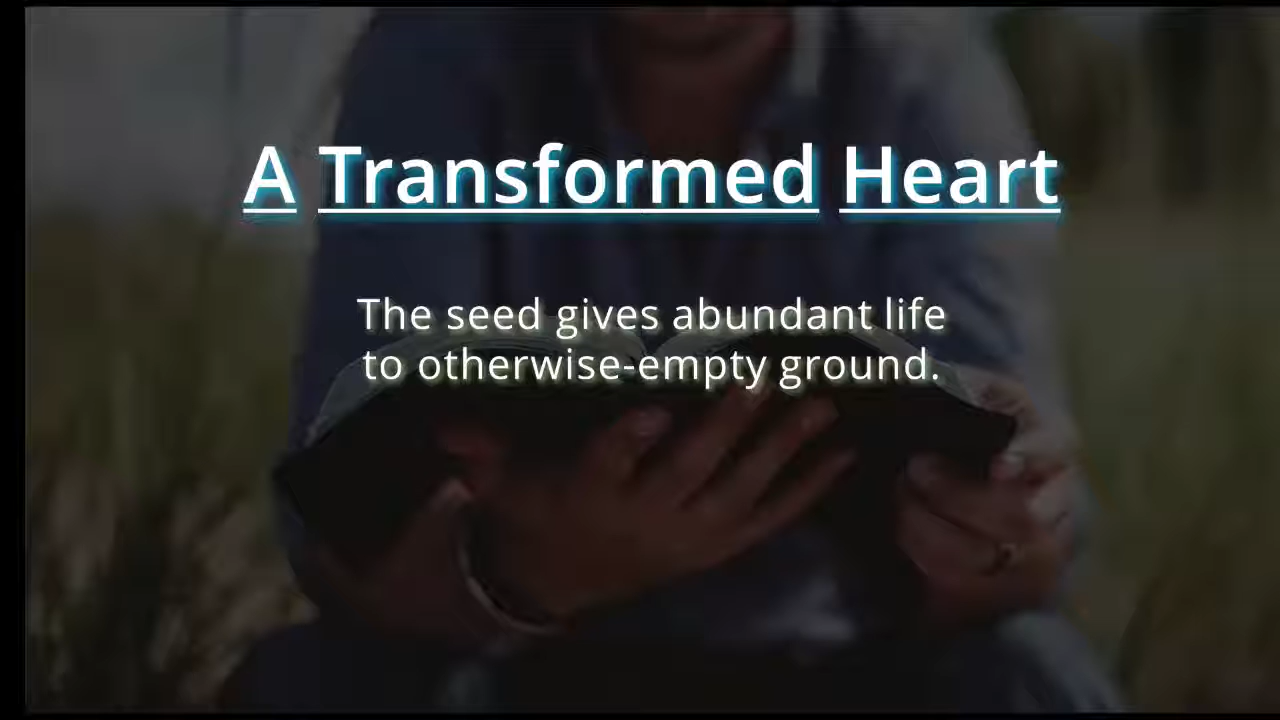 A Transformed Heart
The seed gives abundant life
to otherwise-empty ground.